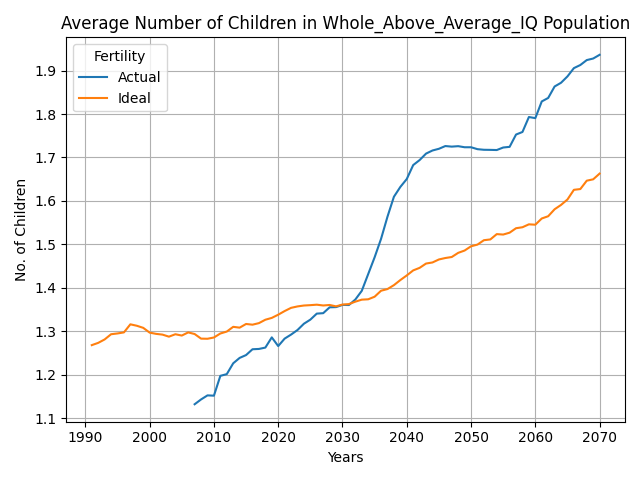 Average Number of Children in Whole_Above_Average_IQ Population
Fertility
Actual
Ideal
No. of Children
1.9
1.8
1.7
1.6
1.5
1.4
1.3
1.2
1.1
1990 2000 2010 2020 2030 2040 2050 2060 2070
Years